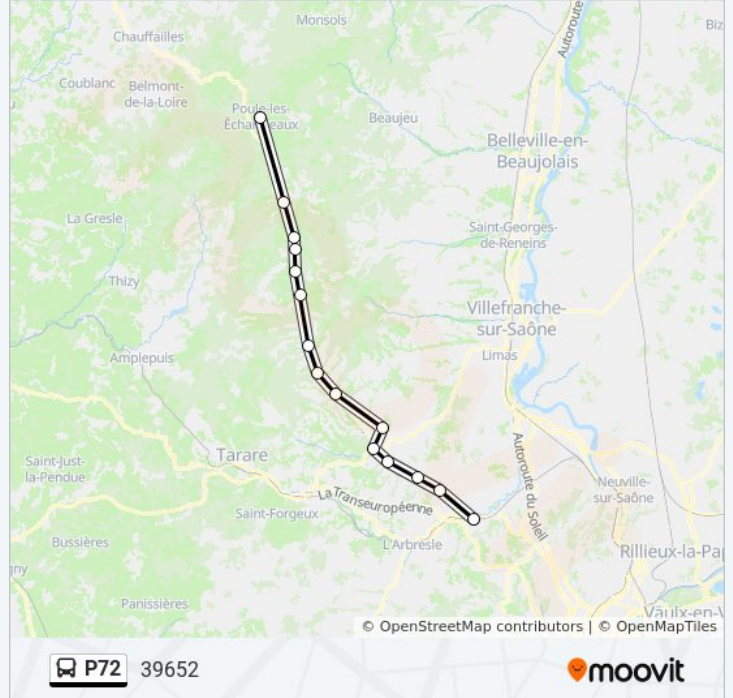 Monsols
Chauffailles
Autoroute
Biz
Coublanc
Belmont-
de-la-Loire
Poule-les-
Beaujeu
Belleville-en-
Beaujolais
La Gresle
Saint-Georges-
de-Reneins
Thizy
Villefranche-
sur-Saône
Limas
Amplepuis
Tarare
Saint-Just-
la-Pendue
Autoroute du Soleil
Neuville-
sur-Saône
La Transeuropéenne
Saint-Forgeux
Bussières
L'Arbresle
Rillieux-la-Pap
gny
Panissières
Vaulx-en-V
© OpenStreetMap contributors | © OpenMapTiles
P72 39652
moovit